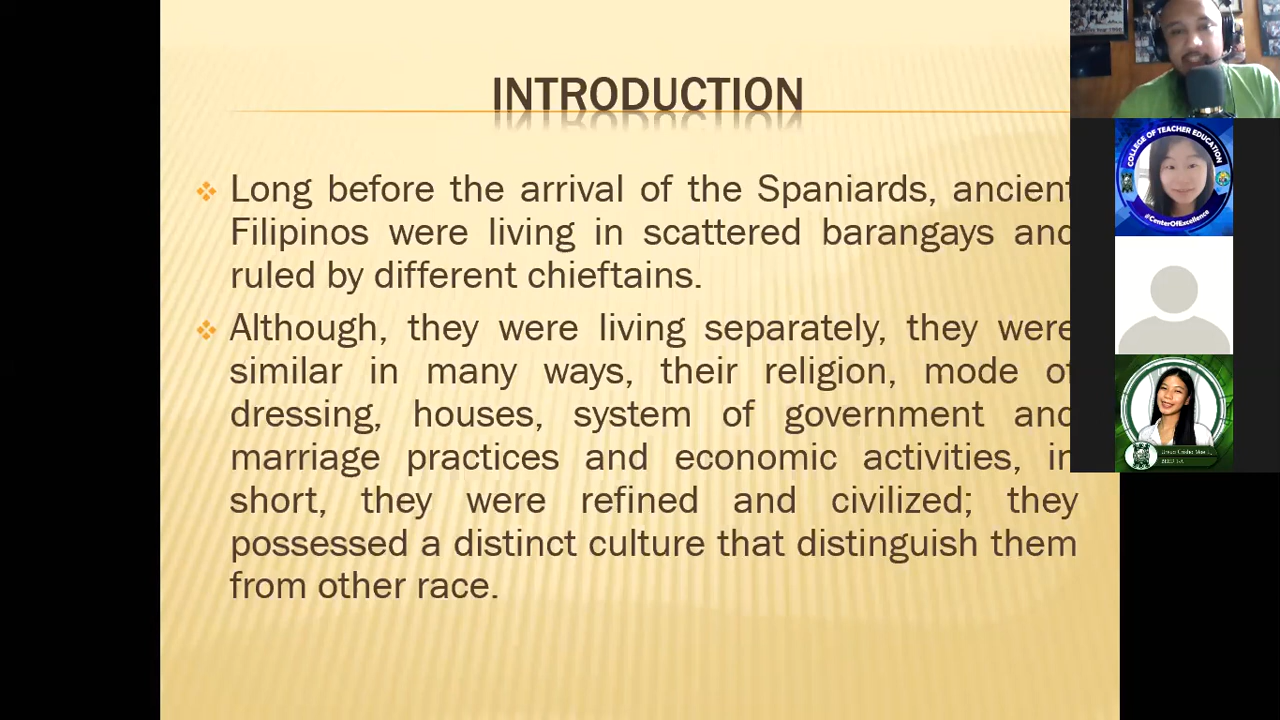 INTRODUCTION
Long before the arrival of the Spaniards, ancient
Filipinos were living in scattered barangays and
ruled by different chieftains.
Although, they were living separately, they were
similar in many ways, their religion, mode of
dressing, houses, system of government and
marriage practices and economic activities, in
short, they were refined and civilized; they
possessed a distinct culture that distinguish them
from other race.
COLLEGE OF TEACHER EDUCATION
#CenterOfExcellence